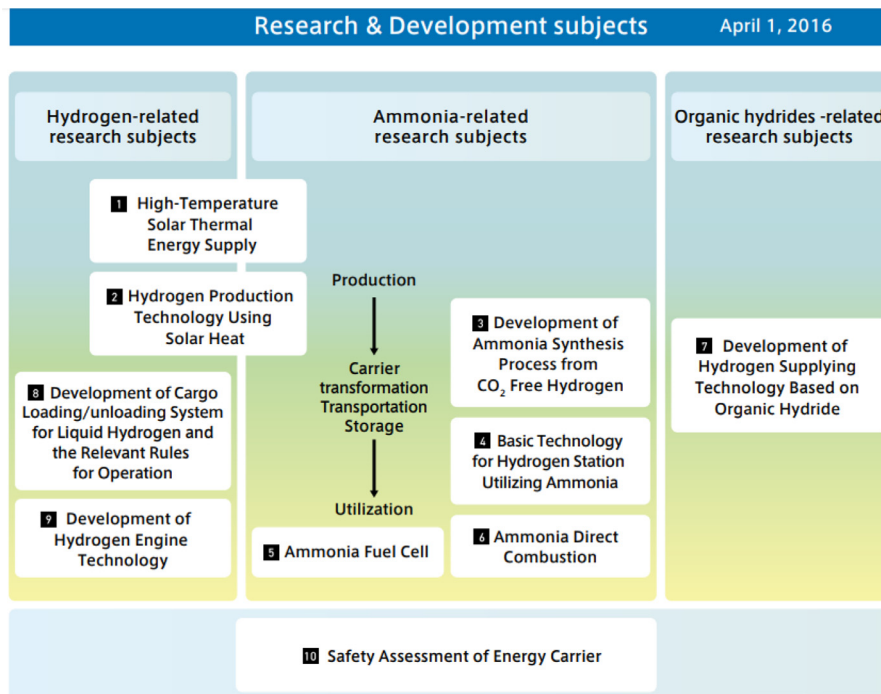 Research & Development subjects
April 1, 2016
Hydrogen-related
research subjects
Ammonia-related
research subjects
Organic hydrides -related
research subjects
1 High-Temperature
Solar Thermal
Energy Supply
2 Hydrogen Production
Technology Using
Solar Heat
8 Development of Cargo
Loading/unloading System
for Liquid Hydrogen and
the Relevant Rules
for Operation
9 Development of
Hydrogen Engine
Technology
Production
Carrier
transformation
Transportation
Storage
Utilization
3 Development of
Ammonia Synthesis
Process from
CO₂ Free Hydrogen
4 Basic Technology
for Hydrogen Station
Utilizing Ammonia
5 Ammonia Fuel Cell
6 Ammonia Direct
Combustion
7 Development of
Hydrogen Supplying
Technology Based on
Organic Hydride
10 Safety Assessment of Energy Carrier